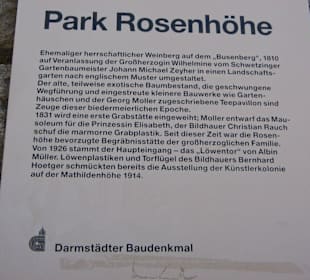 Park Rosenhöhe
Ehemaliger herrschaftlicher Weinberg auf dem „Busenberg“, 1810
auf Veranlassung der Großherzogin Wilhelmine vom Schwetzinger
Gartenbaumeister Johann Michael Zeyher in einen Landschafts-
garten nach englischem Muster umgestaltet.
Der alte, teilweise exotische Baumbestand, die geschwungene
Wegführung und eingestreute kleinere Bauwerke wie Garten-
häuschen und der Georg Moller zugeschriebene Teepavillon sind
Zeuge dieser biedermeierlichen Epoche.
1831 wird eine erste Grabstätte eingeweiht; Moller entwarf das Mau-
soleum für die Prinzessin Elisabeth, der Bildhauer Christian Rauch
schuf die marmorne Grabplastik. Seit dieser Zeit war die Rosen-
höhe bevorzugte Begräbnisstätte der großherzoglichen Familie.
Von 1926 stammt der Haupteingang – das „Löwentor“ von Albin
Müller. Löwenplastiken und Torflügel des Bildhauers Bernhard
Hoetger schmückten bereits die Ausstellung der Künstlerkolonie
auf der Mathildenhöhe 1914.
Darmstädter Baudenkmal